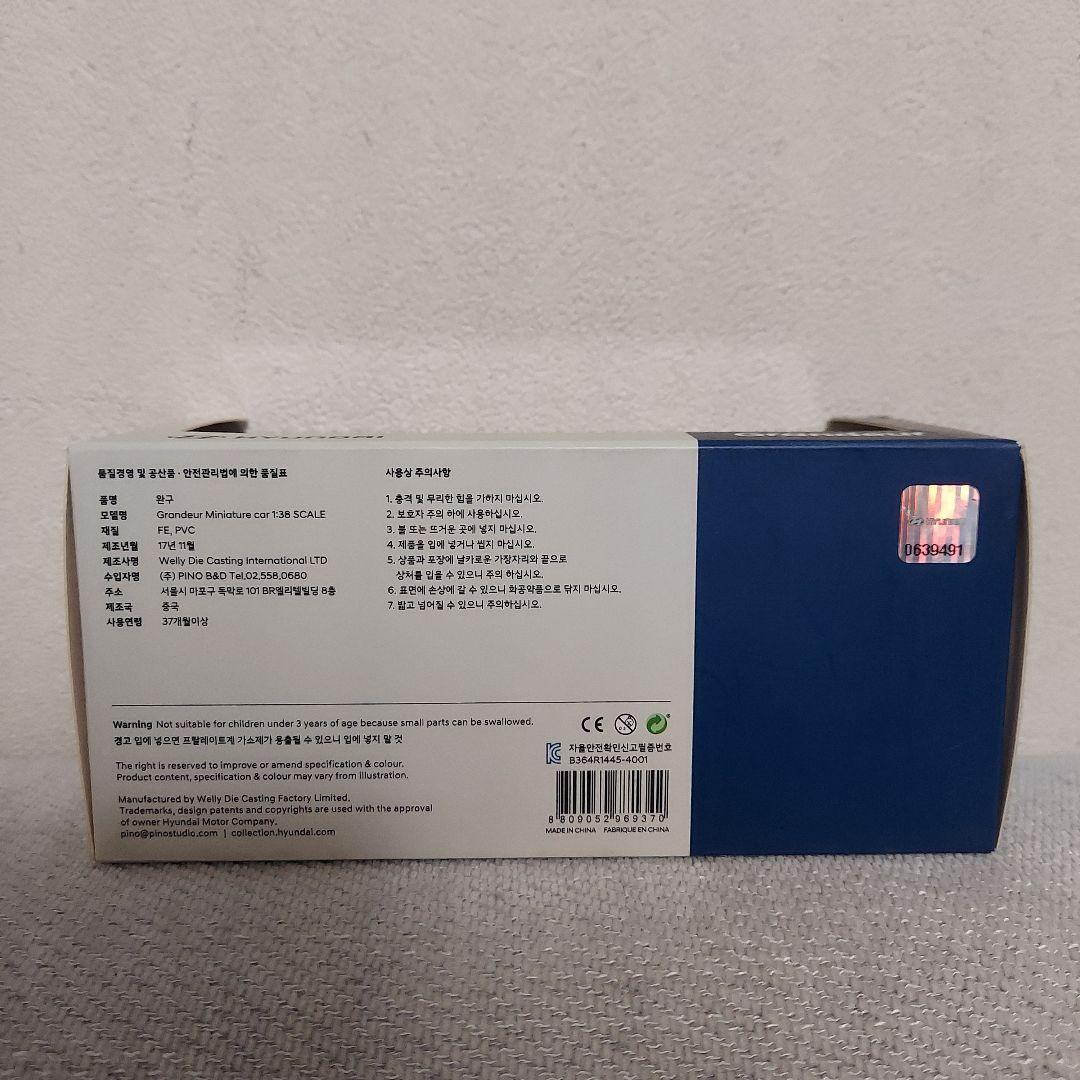 HYUNDAI
Grandeur
품질경영 및 공산품 · 안전관리법에 의한 품질표
품명 완구
모델명 Grandeur Miniature car 1:38 SCALE
재질 FE, PVC
제조년월 17년 11월
제조사명 Welly Die Casting International LTD
수입자명 (주) PINO B&D Tel,02,558,0680
주소 서울시 마포구 독막로 101 BR엘리텔빌딩 8층
제조국 중국
사용연령 37개월이상
사용상 주의사항
1. 충격 및 무리한 힘을 가하지 마십시오.
2. 보호자 주의 하에 사용하십시오.
3. 불 또는 뜨거운 곳에 넣지 마십시오.
4. 제품을 입에 넣거나 씹지 마십시오.
5. 상품과 포장에 날카로운 가장자리와 끝으로
상처를 입을 수 있으니 주의 하십시오.
6. 표면에 손상에 갈 수 있으니 화공약품으로 닦지 마십시오.
7. 밟고 넘어질 수 있으니 주의하십시오.
HYUNDAI
0639491
Warning Not suitable for children under 3 years of age because small parts can be swallowed.
경고 입에 넣으면 프탈레이트계 가소제가 용출될 수 있으니 입에 넣지 말 것
The right is reserved to improve or amend specification & colour.
Product content, specification & colour may vary from illustration.
Manufactured by Welly Die Casting Factory Limited.
Trademarks, design patents and copyrights are used with the approval
of owner Hyundai Motor Company.
pino@pinostudio.com | collection.hyundai.com
CE 0-3
자율안전확인신고필증번호
B364R1445-4001
8 809052 969370
MADE IN CHINA FABRIQUE EN CHINA